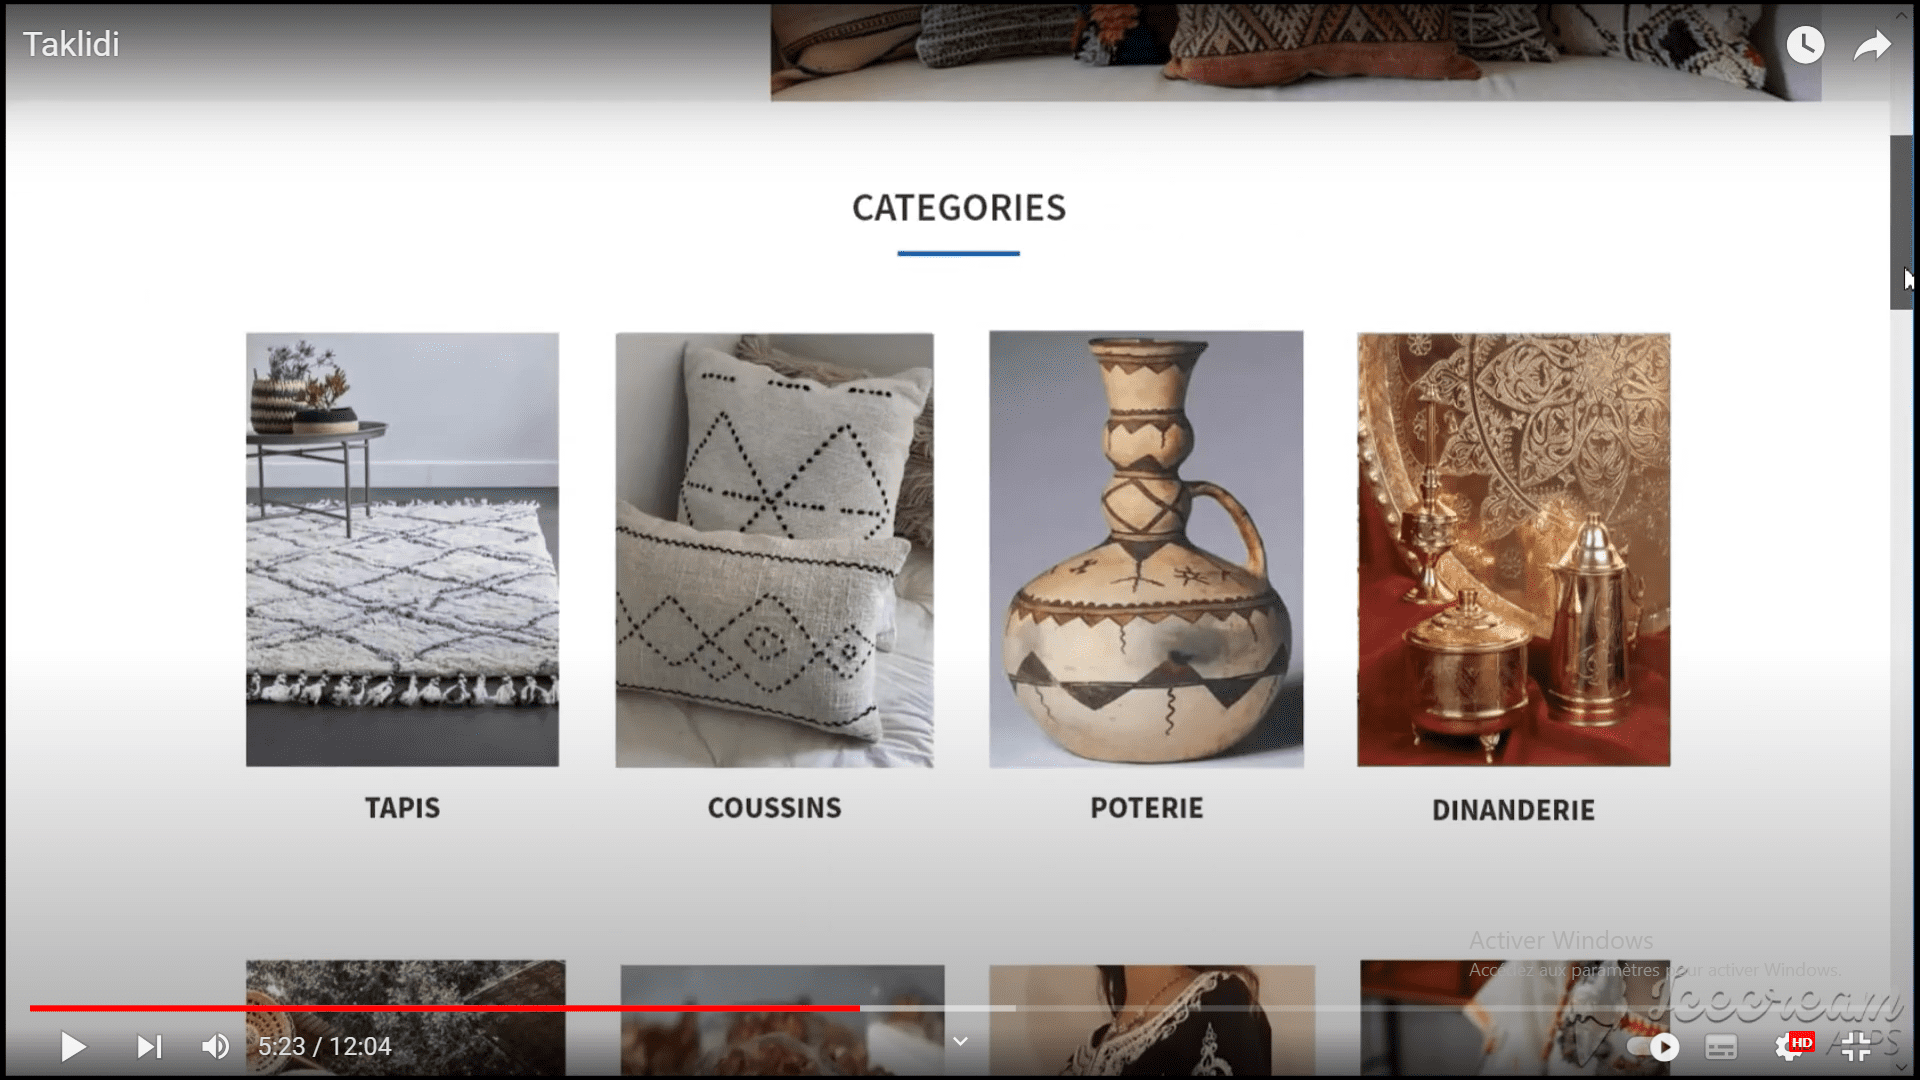 Taklidi
CATEGORIES
TAPIS
COUSSINS
POTERIE
DINANDERIE
Activer Windows
Accédez aux paramètres pour activer Windows.
Icecream
APPS
5:23 / 12:04
HD